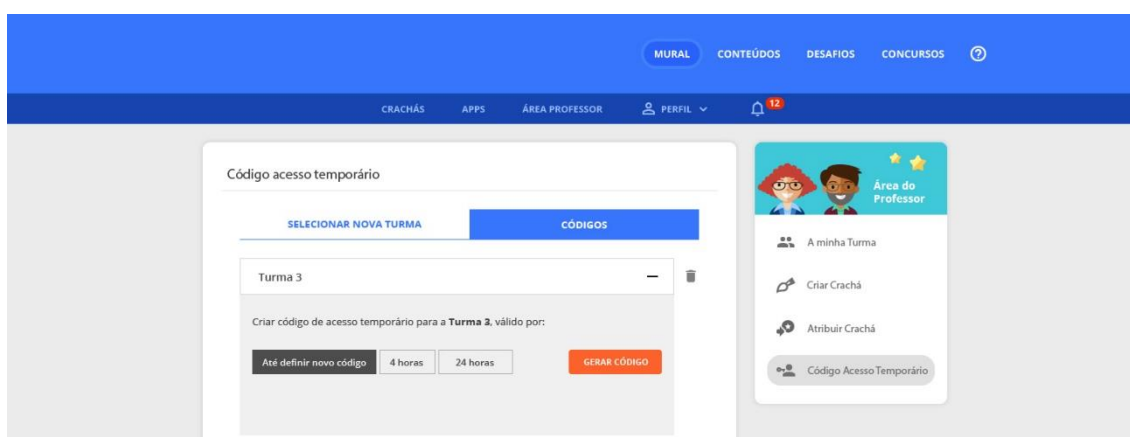 MURAL CONTEÚDOS DESAFIOS CONCURSOS ?
CRACHÁS APPS ÁREA PROFESSOR PERFIL 12
Código acesso temporário
SELECIONAR NOVA TURMA CÓDIGOS
Turma 3
Criar código de acesso temporário para a Turma 3, válido por:
Até definir novo código 4 horas 24 horas GERAR CÓDIGO
Área do
Professor
A minha Turma
Criar Crachá
Atribuir Crachá
Código Acesso Temporário